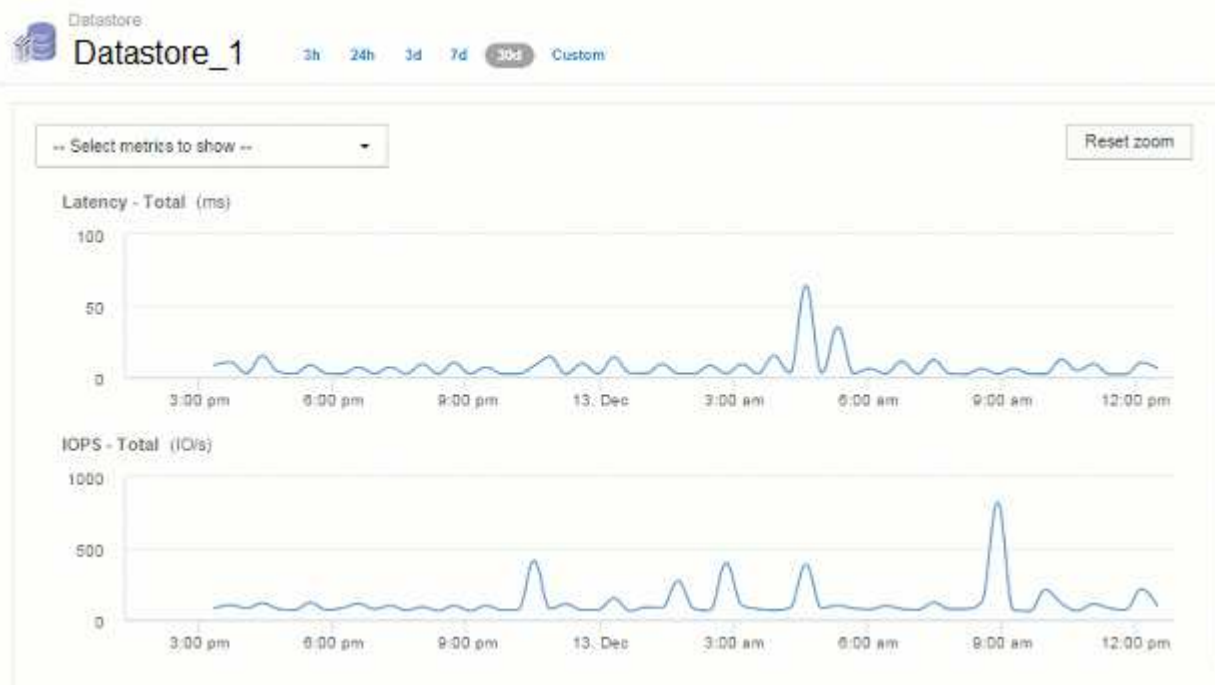 Datastore
Datastore_1 3h 24h 3d 7d 30d Custom
-- Select metrics to show -- Reset zoom
Latency - Total (ms)
100
50
0
3:00 pm 6:00 pm 9:00 pm 13. Dec 3:00 am 6:00 am 9:00 am 12:00 pm
IOPS - Total (IO/s)
1000
500
0
3:00 pm 6:00 pm 9:00 pm 13. Dec 3:00 am 6:00 am 9:00 am 12:00 pm